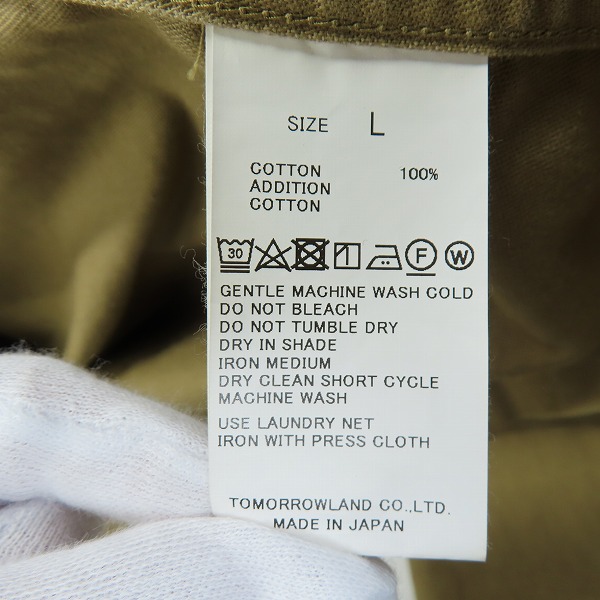 SIZE L
COTTON 100%
ADDITION
COTTON
30 F W
GENTLE MACHINE WASH COLD
DO NOT BLEACH
DO NOT TUMBLE DRY
DRY IN SHADE
IRON MEDIUM
DRY CLEAN SHORT CYCLE
MACHINE WASH
USE LAUNDRY NET
IRON WITH PRESS CLOTH
TOMORROWLAND CO.,LTD.
MADE IN JAPAN